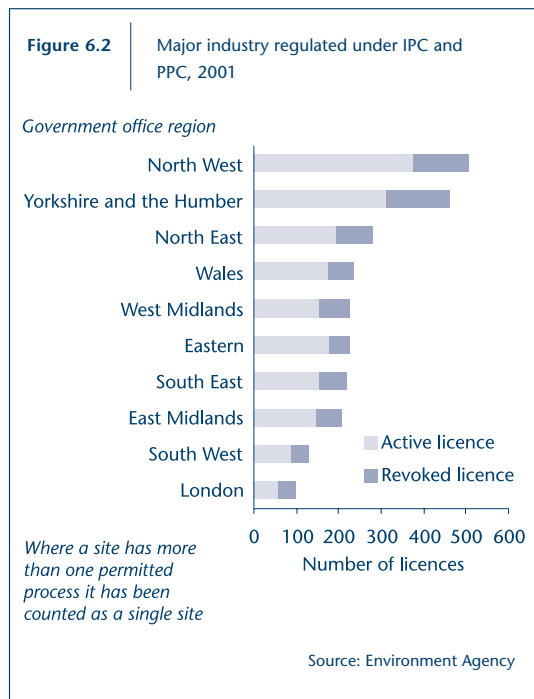 Figure 6.2
Major industry regulated under IPC and
PPC, 2001
Government office region
North West
Yorkshire and the Humber
North East
Wales
West Midlands
Eastern
South East
East Midlands
South West
London
Active licence
Revoked licence
0 100 200 300 400 500 600
Number of licences
Where a site has more
than one permitted
process it has been
counted as a single site
Source: Environment Agency